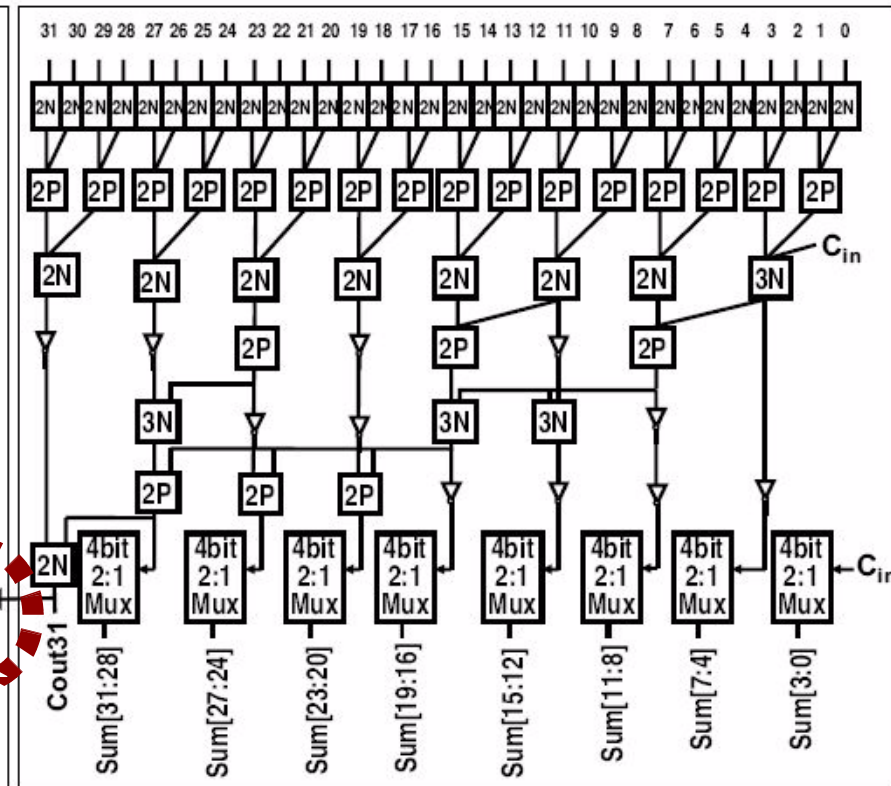 31 30 29 28 27 26 25 24 23 22 21 20 19 18 17 16 15 14 13 12 11 10 9 8 7 6 5 4 3 2 1 0
2N 2N 2N 2N 2N 2N 2N 2N 2N 2N 2N 2N 2N 2N 2N 2N 2N 2N 2N 2N 2N 2N 2N 2N 2N 2N 2N 2N 2N 2N 2N 2N
2P 2P 2P 2P 2P 2P 2P 2P 2P 2P 2P 2P 2P 2P 2P 2P
Cin
2N 2N 2N 2N 2N 2N 2N 3N
2P 2P 2P
3N 3N 3N
2P 2P 2P
2N
4bit 4bit 4bit 4bit 4bit 4bit 4bit 4bit
2:1 2:1 2:1 2:1 2:1 2:1 2:1 2:1 Cin
Mux Mux Mux Mux Mux Mux Mux Mux
Cout31
Sum[31:28]
Sum[27:24]
Sum[23:20]
Sum[19:16]
Sum[15:12]
Sum[11:8]
Sum[7:4]
Sum[3:0]